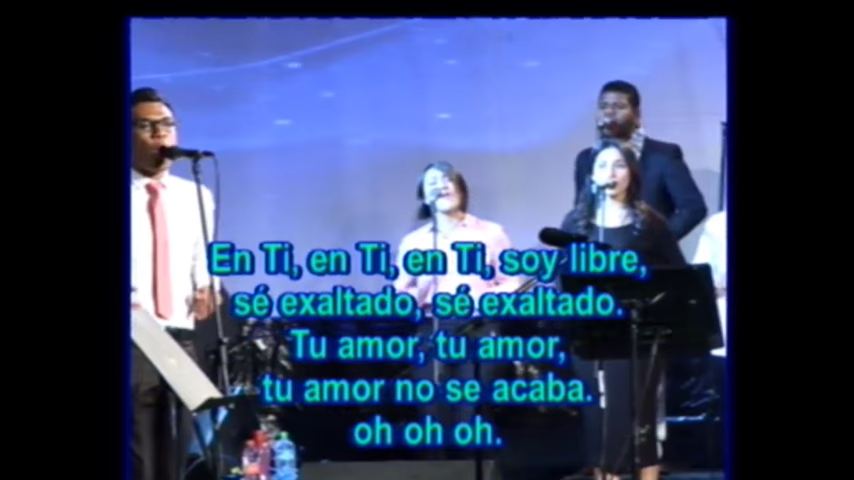 En Ti, en Ti, en Ti, soy libre,
sé exaltado, sé exaltado.
Tu amor, tu amor,
tu amor no se acaba.
oh oh oh.